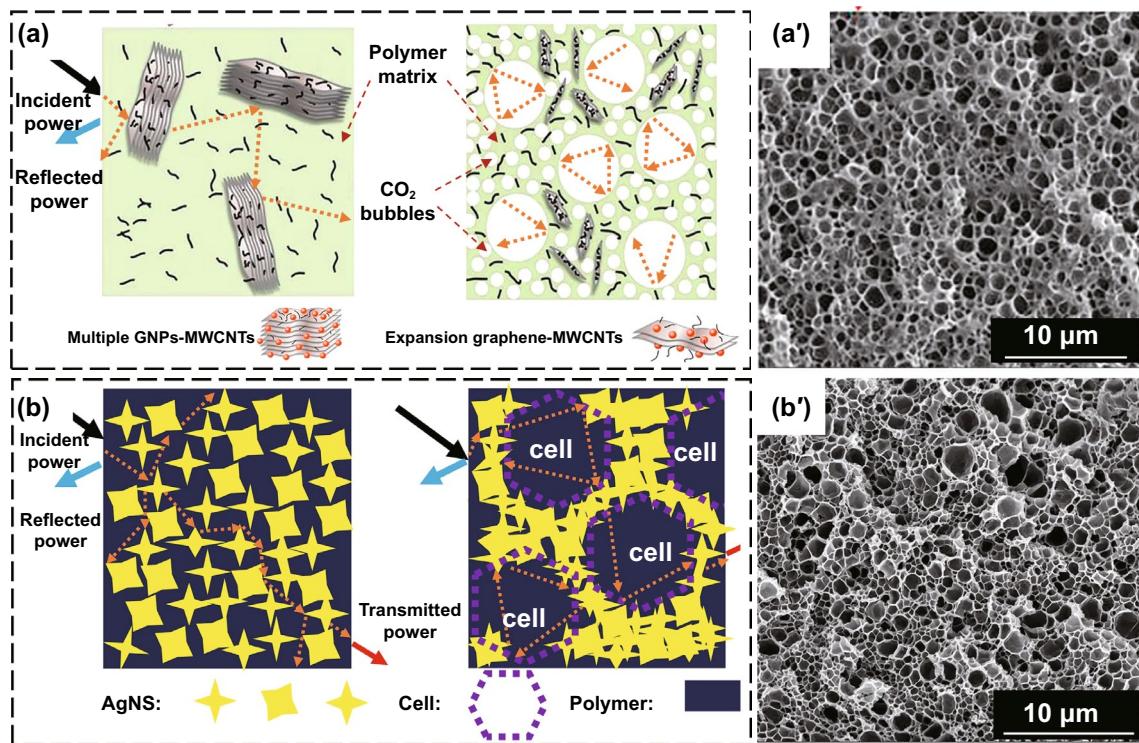 (a)
Incident
power
Reflected
power
Polymer
matrix
CO₂
bubbles
Multiple GNPs-MWCNTs
Expansion graphene-MWCNTs
(a′)
10 µm
(b)
Incident
power
Reflected
power
Transmitted
power
cell
cell
cell
cell
AgNS:
Cell:
Polymer:
(b′)
10 µm